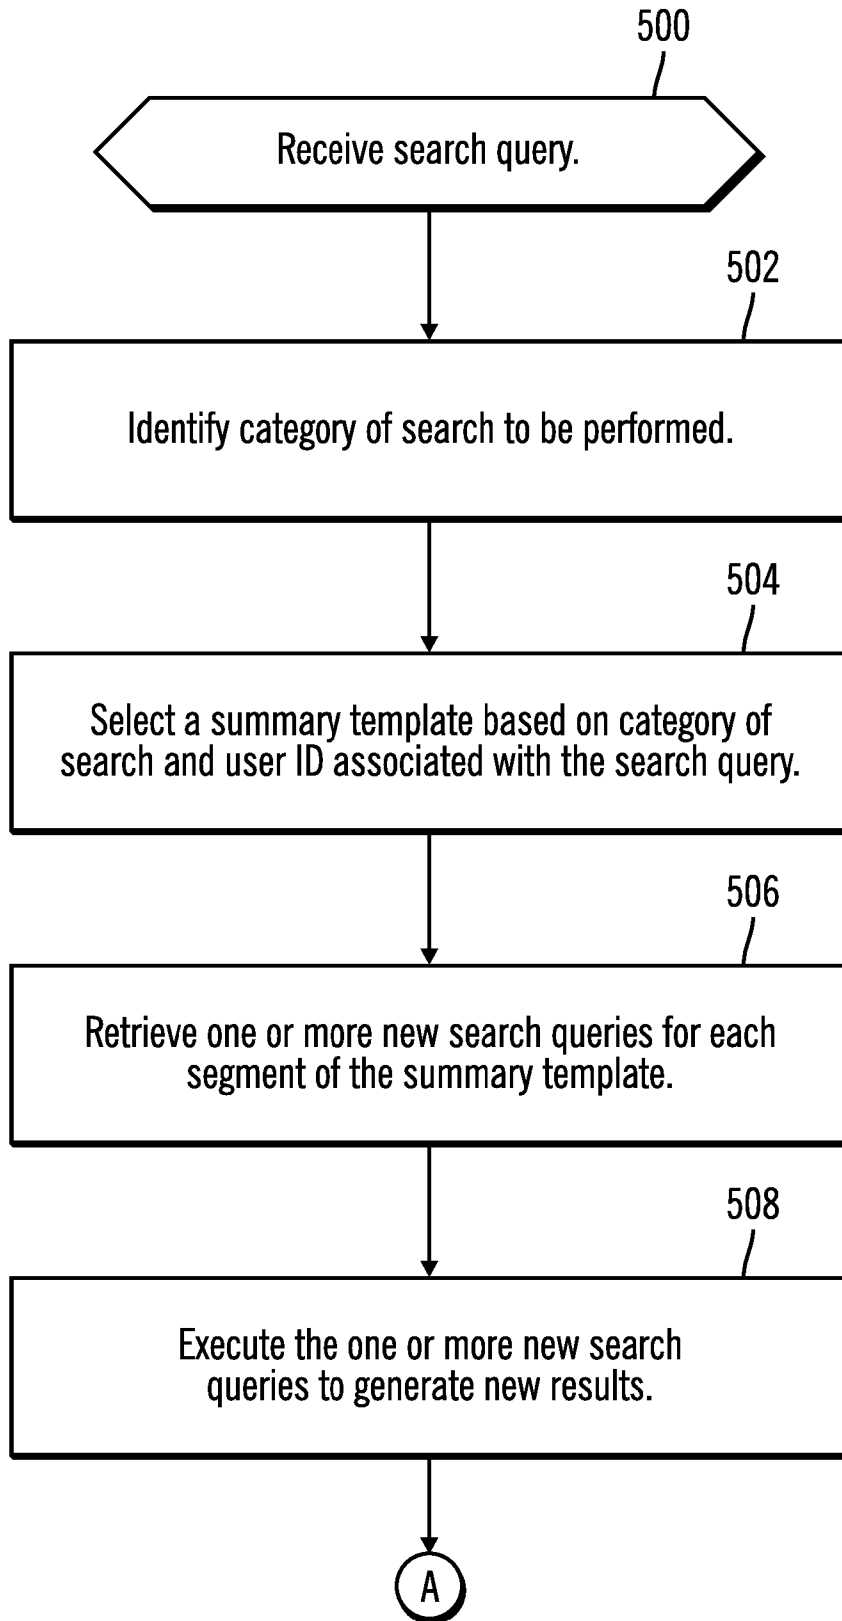 500
Receive search query.
502
Identify category of search to be performed.
504
Select a summary template based on category of
search and user ID associated with the search query.
506
Retrieve one or more new search queries for each
segment of the summary template.
508
Execute the one or more new search
queries to generate new results.
A